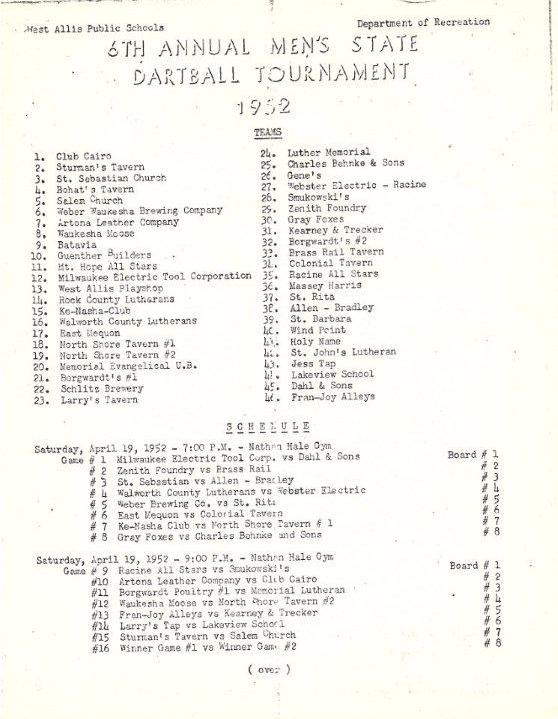 West Allis Public Schools Department of Recreation
6TH ANNUAL MEN'S STATE
DARTBALL TOURNAMENT
1952
TEAMS
1. Club Cairo
2. Sturman's Tavern
3. St. Sebastian Church
4. Bohat's Tavern
5. Salem Church
6. Weber Waukesha Brewing Company
7. Artona Leather Company
8. Waukesha Moose
9. Batavia
10. Guenther Builders
11. Mt. Hope All Stars
12. Milwaukee Electric Tool Corporation
13. West Allis Playshop
14. Rock County Lutherans
15. Ke-Nasha-Club
16. Walworth County Lutherans
17. East Mequon
18. North Shore Tavern #1
19. North Shore Tavern #2
20. Memorial Evangelical U.B.
21. Borgwardt's #1
22. Schlitz Brewery
23. Larry's Tavern
24. Luther Memorial
25. Charles Behnke & Sons
26. Gene's
27. Webster Electric - Racine
28. Smukowski's
29. Zenith Foundry
30. Gray Foxes
31. Kearney & Trecker
32. Borgwardt's #2
33. Brass Rail Tavern
34. Colonial Tavern
35. Racine All Stars
36. Massey Harris
37. St. Rita
38. Allen - Bradley
39. St. Barbara
40. Wind Point
41. Holy Name
42. St. John's Lutheran
43. Jess Tap
44. Lakeview School
45. Dahl & Sons
46. Fran-Joy Alleys
SCHELULE
Saturday, April 19, 1952 - 7:00 P.M. - Nathan Hale Gym
Game # 1 Milwaukee Electric Tool Corp. vs Dahl & Sons Board # 1
# 2 Zenith Foundry vs Brass Rail # 2
# 3 St. Sebastian vs Allen - Bradley # 3
# 4 Walworth County Lutherans vs Webster Electric # 4
# 5 Weber Brewing Co. vs St. Rita # 5
# 6 East Mequon vs Colonial Tavern # 6
# 7 Ke-Nasha Club vs North Shore Tavern # 1 # 7
# 8 Gray Foxes vs Charles Behnke and Sons # 8
Saturday, April 19, 1952 - 9:00 P.M. - Nathan Hale Gym
Game # 9 Racine All Stars vs Smukowski's Board # 1
#10 Artona Leather Company vs Club Cairo # 2
#11 Borgwardt Poultry #1 vs Memorial Lutheran # 3
#12 Waukesha Moose vs North Shore Tavern #2 # 4
#13 Fran-Joy Alleys vs Kearney & Trecker # 5
#14 Larry's Tap vs Lakeview School # 6
#15 Sturman's Tavern vs Salem Church # 7
#16 Winner Game #1 vs Winner Game #2 # 8
( over )